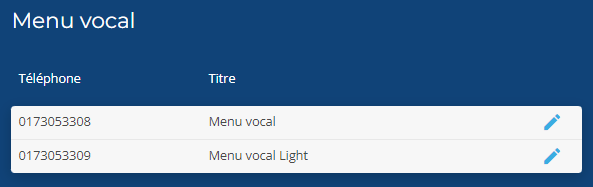 Menu vocal
Téléphone Titre
0173053308 Menu vocal
0173053309 Menu vocal Light